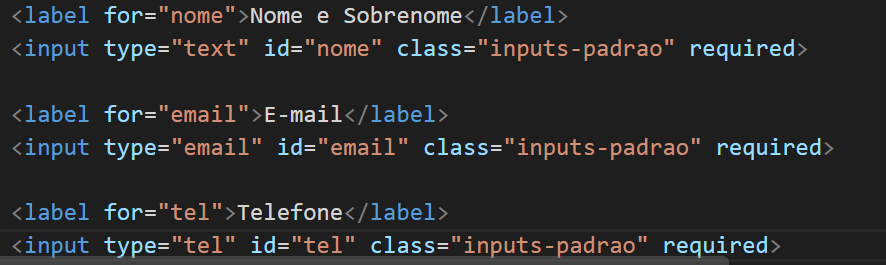 <label for="nome">Nome e Sobrenome</label>
<input type="text" id="nome" class="inputs-padrao" required>
<label for="email">E-mail</label>
<input type="email" id="email" class="inputs-padrao" required>
<label for="tel">Telefone</label>
<input type="tel" id="tel" class="inputs-padrao" required>